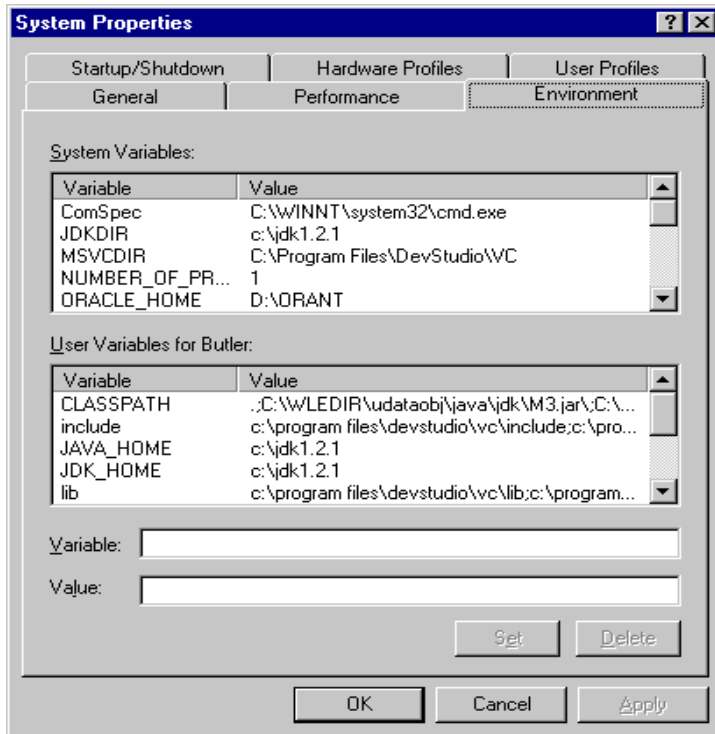 System Properties
Startup/Shutdown Hardware Profiles User Profiles
General Performance Environment
System Variables:
Variable Value
ComSpec C:\WINNT\system32\cmd.exe
JDKDIR c:\jdk1.2.1
MSVCDIR C:\Program Files\DevStudio\VC
NUMBER_OF_PR... 1
ORACLE_HOME D:\ORANT
User Variables for Butler:
Variable Value
CLASSPATH .;C:\WLEDIR\udataobj\java\jdk\M3.jar\;C:\...
include c:\program files\devstudio\vc\include;c:\pro...
JAVA_HOME c:\jdk1.2.1
JDK_HOME c:\jdk1.2.1
lib c:\program files\devstudio\vc\lib;c:\program...
Variable:
Value:
Set Delete
OK Cancel Apply